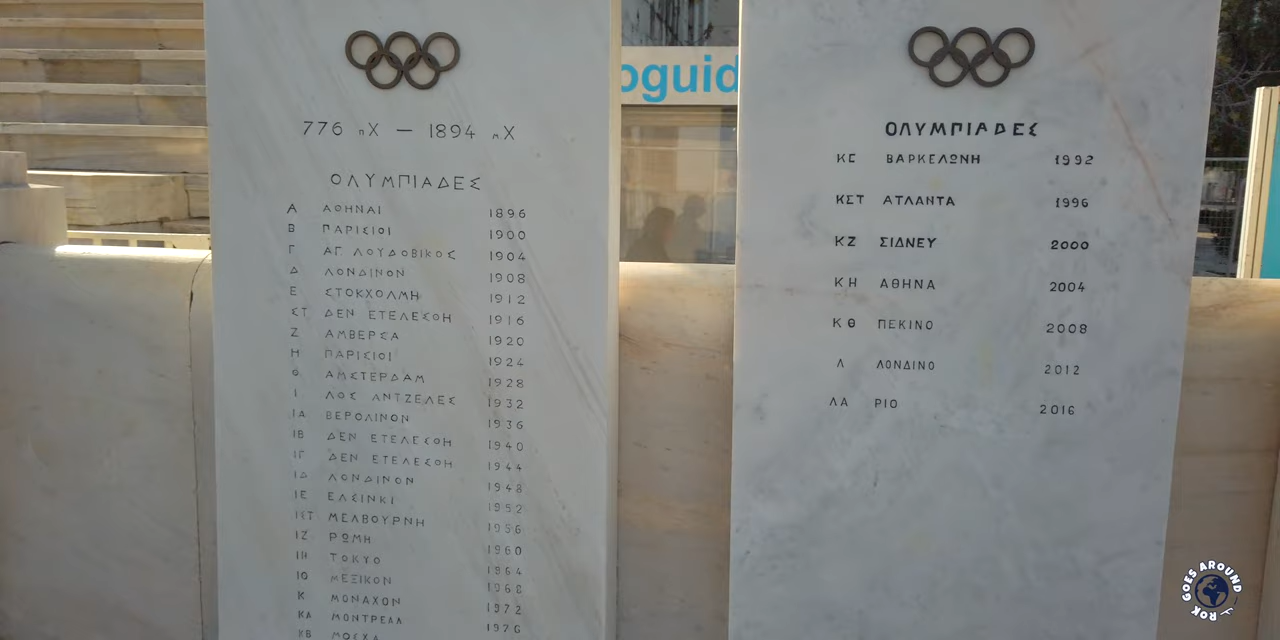 776 πΧ — 1894 πΧ
ΟΛΥΜΠΙΑΔΕΣ
Α ΑΘΗΝΑΙ 1896
Β ΠΑΡΙΣΙΟΙ 1900
Γ ΑΓ ΛΟΥΔΟΒΙΚΟΣ 1904
Δ ΛΟΝΔΙΝΟΝ 1908
Ε ΣΤΟΚΧΟΛΜΗ 1912
ΣΤ ΔΕΝ ΕΤΕΛΕΣΘΗ 1916
Ζ ΑΜΒΕΡΣΑ 1920
Η ΠΑΡΙΣΙΟΙ 1924
Θ ΑΜΣΤΕΡΔΑΜ 1928
Ι ΛΟΣ ΑΝΤΖΕΛΕΣ 1932
ΙΑ ΒΕΡΟΛΙΝΟΝ 1936
ΙΒ ΔΕΝ ΕΤΕΛΕΣΘΗ 1940
ΙΓ ΔΕΝ ΕΤΕΛΕΣΘΗ 1944
ΙΔ ΛΟΝΔΙΝΟΝ 1948
ΙΕ ΕΛΣΙΝΚΙ 1952
ΙΣΤ ΜΕΛΒΟΥΡΝΗ 1956
ΙΖ ΡΩΜΗ 1960
ΙΗ ΤΟΚΥΟ 1964
ΙΘ ΜΕΞΙΚΟΝ 1968
Κ ΜΟΝΑΧΟΝ 1972
ΚΑ ΜΟΝΤΡΕΑΛ 1976
ΚΒ ΜΟΣΧΑ
oguid
ΟΛΥΜΠΙΑΔΕΣ
ΚΕ ΒΑΡΚΕΛΩΝΗ 1992
ΚΣΤ ΑΤΛΑΝΤΑ 1996
ΚΖ ΣΙΔΝΕΥ 2000
ΚΗ ΑΘΗΝΑ 2004
ΚΘ ΠΕΚΙΝΟ 2008
Λ ΛΟΝΔΙΝΟ 2012
ΛΑ ΡΙΟ 2016
ROK GOES AROUND